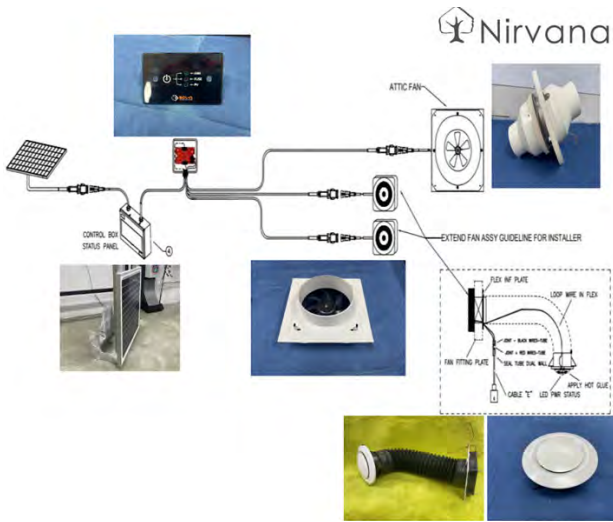 Nirvana
ATTIC FAN
CONTROL BOX
STATUS PANEL
EXTEND FAN ASSY GUIDELINE FOR INSTALLER
FLEX INF PLATE
LOOP WIRE IN FLEX
JOINT - BLACK WIRED-TUBE
JOINT - RED WIRED-TUBE
SEAL TUBE DUAL WALL
FAN FITTING PLATE
APPLY HOT GLUE
CABLE "E"
LED PWR STATUS